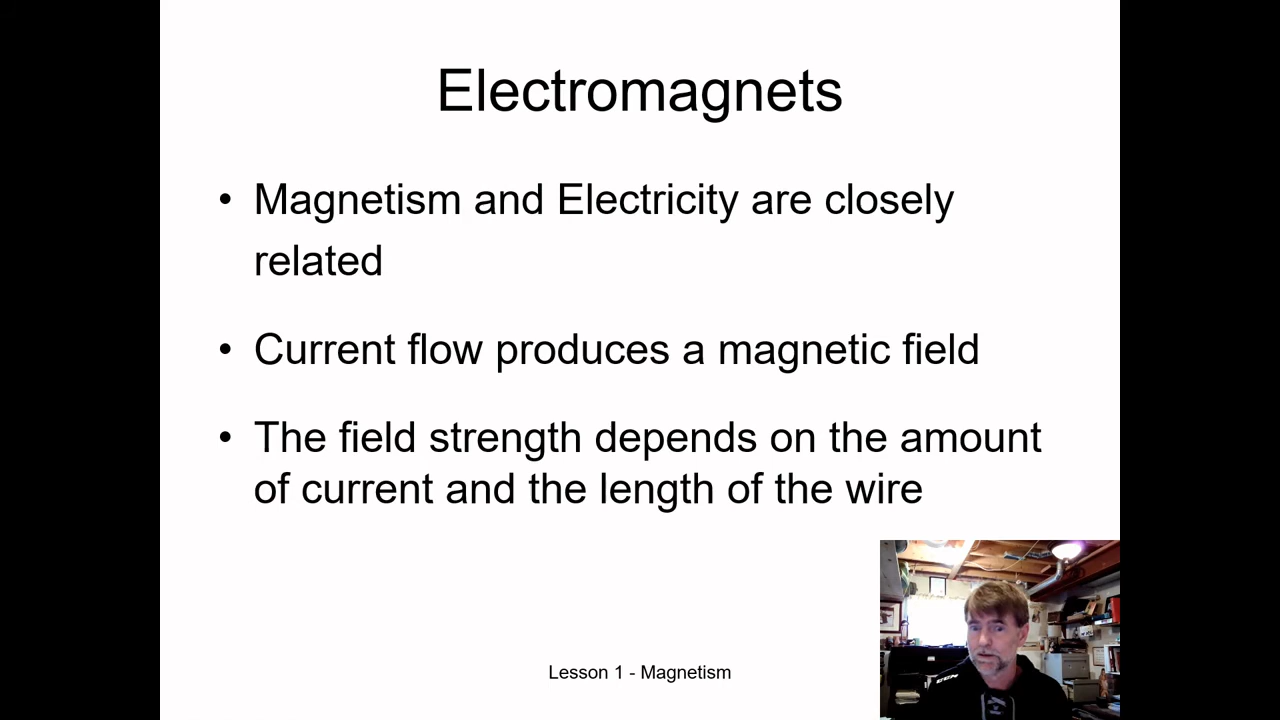 Electromagnets
• Magnetism and Electricity are closely
related
• Current flow produces a magnetic field
• The field strength depends on the amount
of current and the length of the wire
Lesson 1 - Magnetism
CCM